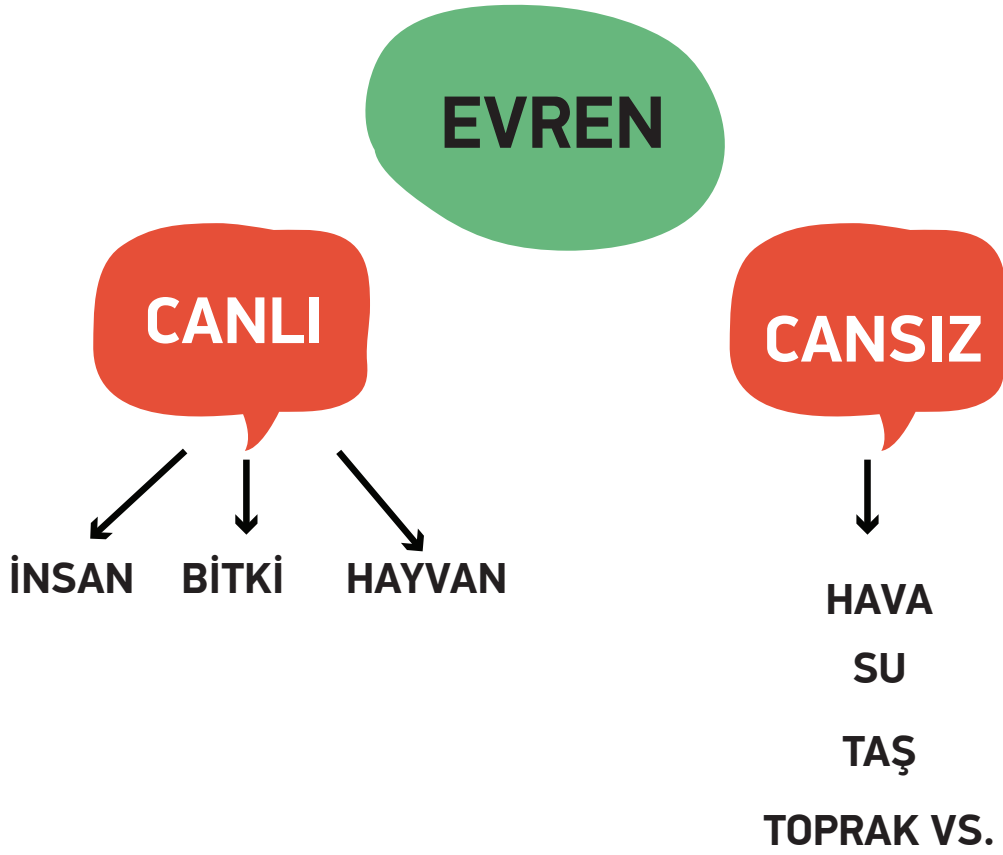 EVREN
CANLI
CANSIZ
İNSAN BİTKİ HAYVAN
HAVA
SU
TAŞ
TOPRAK VS.